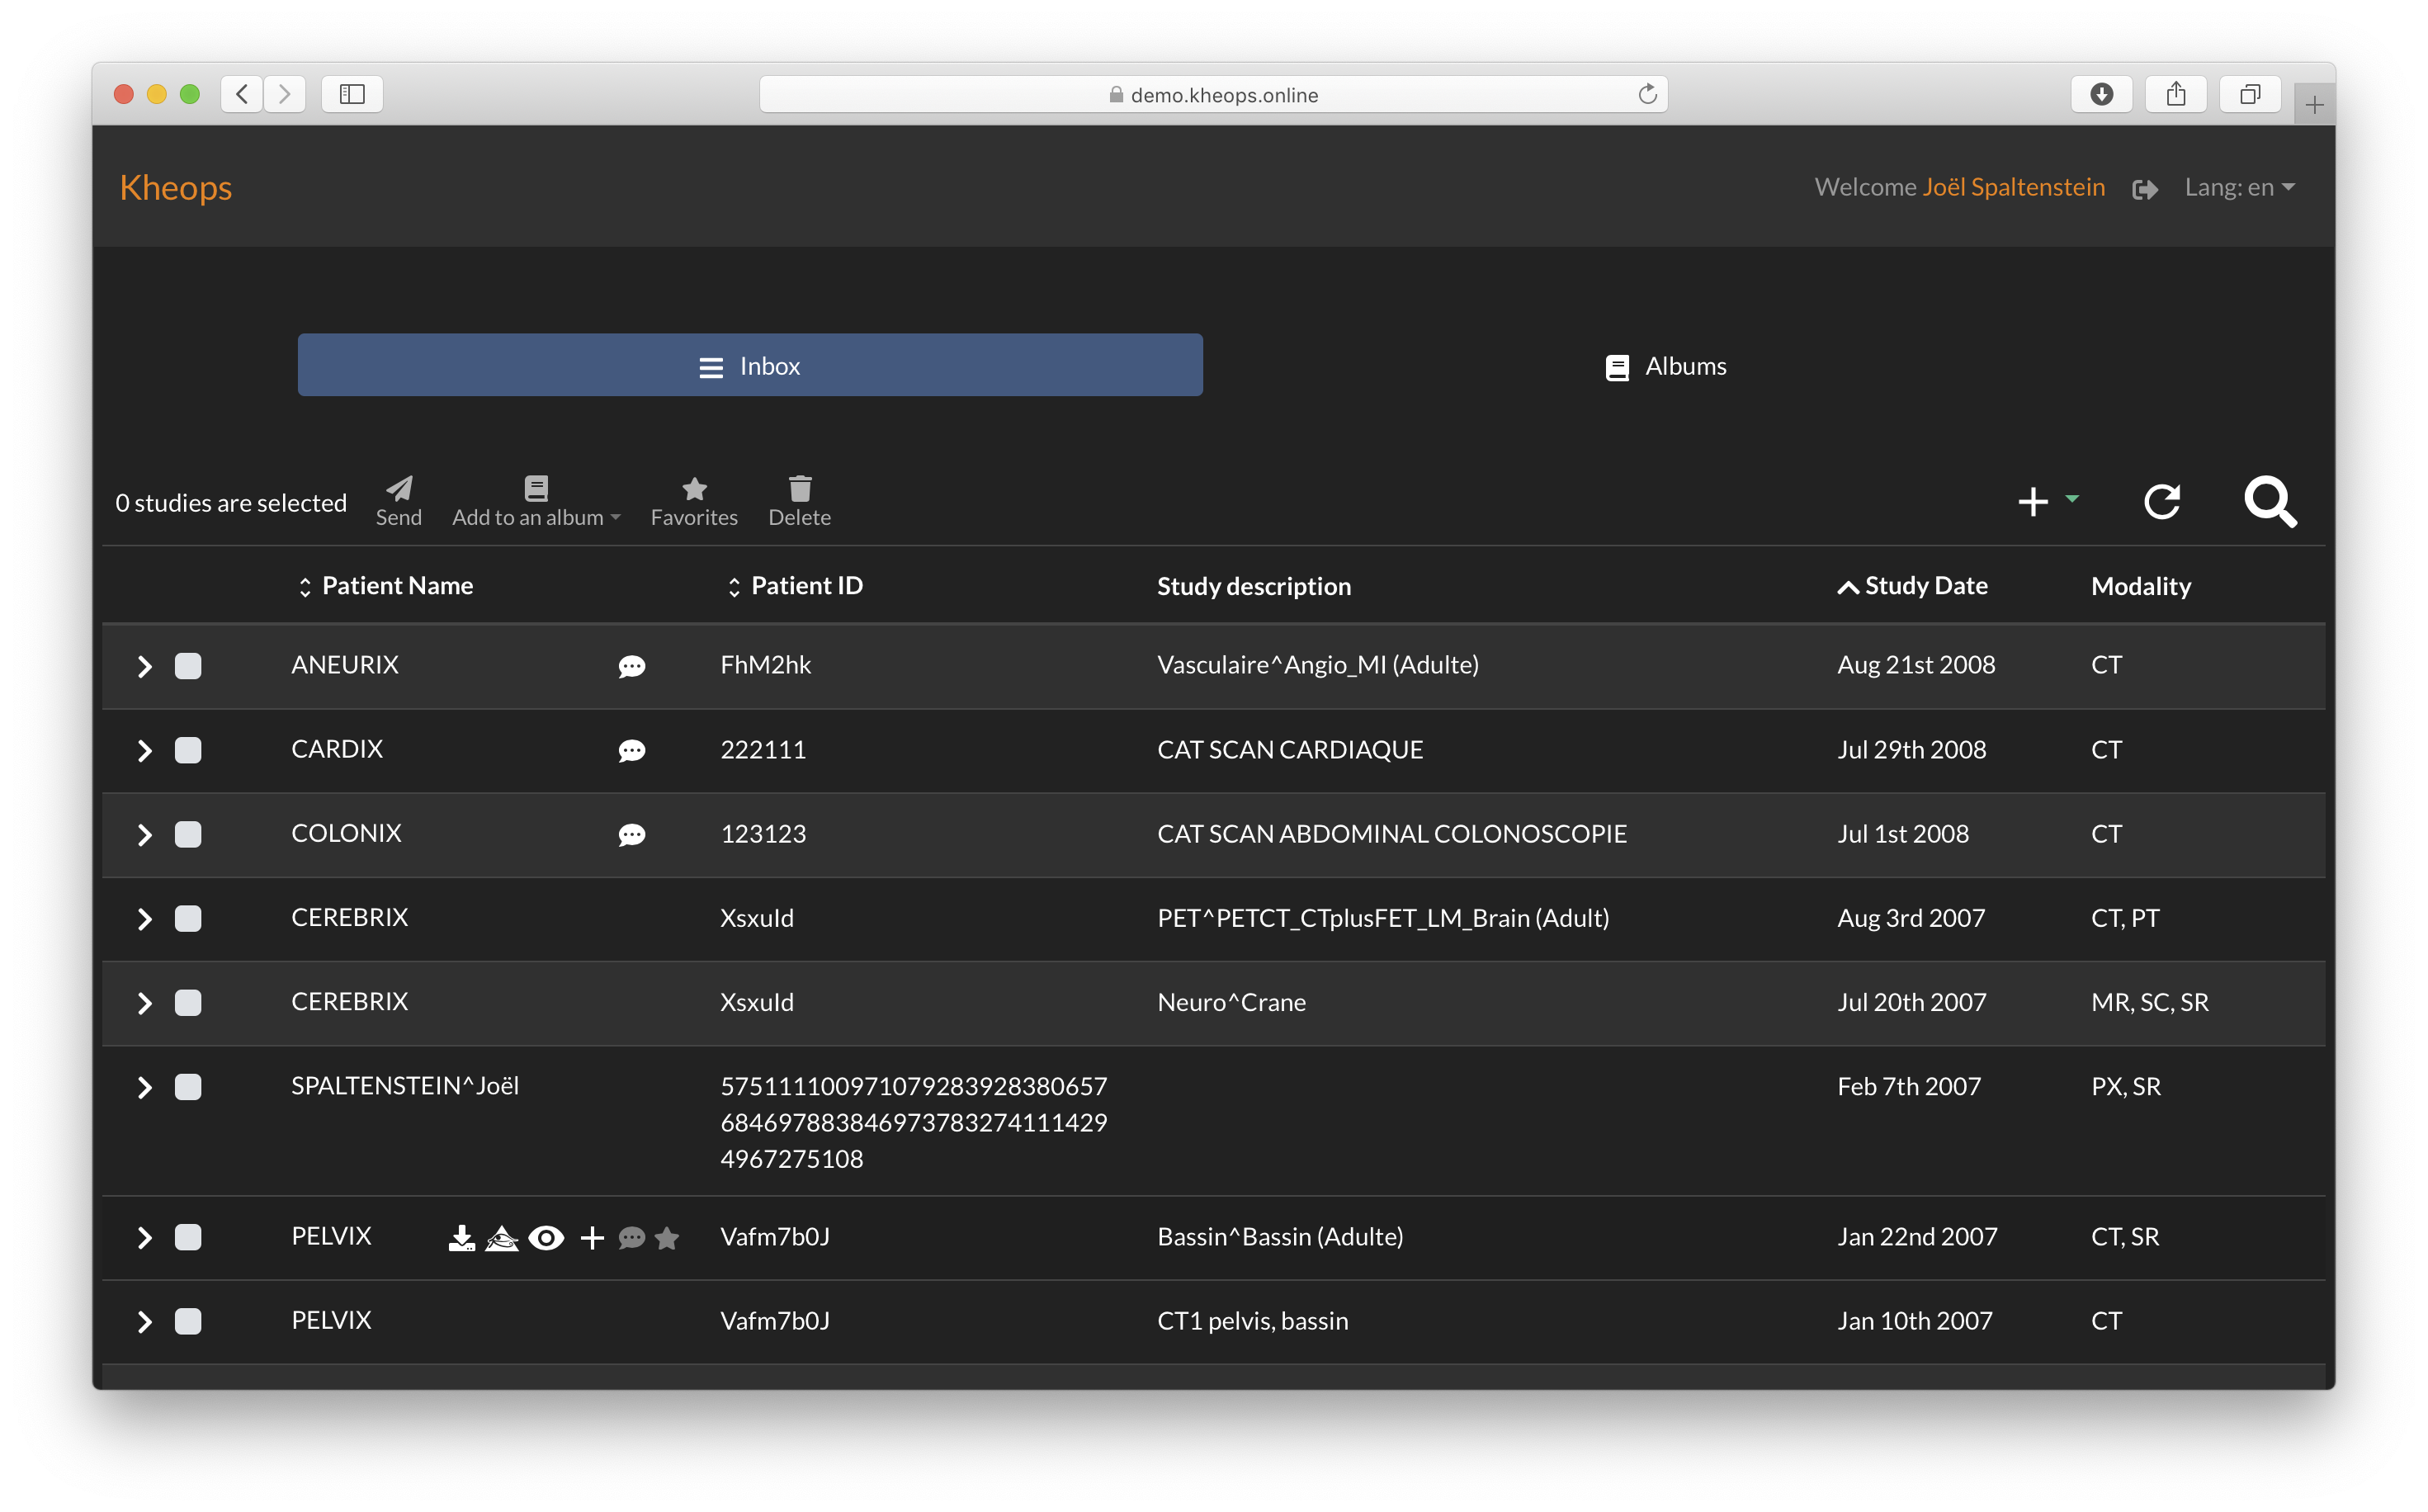 demo.kheops.online
Kheops
Welcome Joël Spaltenstein Lang: en
Inbox Albums
0 studies are selected Send Add to an album Favorites Delete
Patient Name Patient ID Study description Study Date Modality
ANEURIX FhM2hk Vasculaire^Angio_MI (Adulte) Aug 21st 2008 CT
CARDIX 222111 CAT SCAN CARDIAQUE Jul 29th 2008 CT
COLONIX 123123 CAT SCAN ABDOMINAL COLONOSCOPIE Jul 1st 2008 CT
CEREBRIX XsxuId PET^PETCT_CTplusFET_LM_Brain (Adult) Aug 3rd 2007 CT, PT
CEREBRIX XsxuId Neuro^Crane Jul 20th 2007 MR, SC, SR
SPALTENSTEIN^Joël 575111100971079283928380657 Feb 7th 2007 PX, SR
684697883846973783274111429
4967275108
PELVIX Vafm7b0J Bassin^Bassin (Adulte) Jan 22nd 2007 CT, SR
PELVIX Vafm7b0J CT1 pelvis, bassin Jan 10th 2007 CT